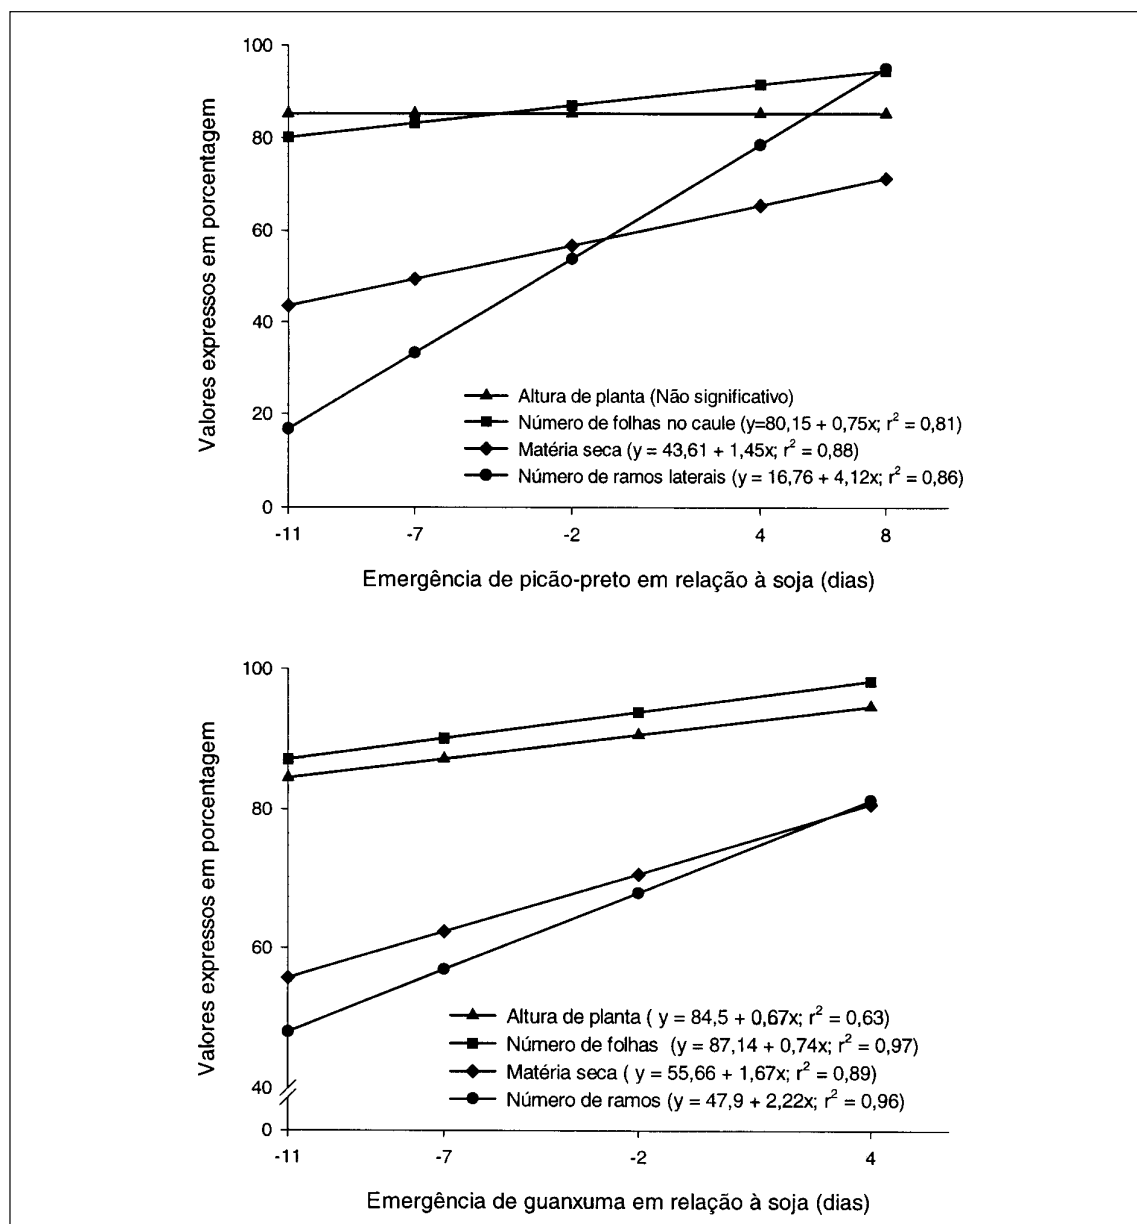 Valores expressos em porcentagem
100
80
60
40
20
0
Altura de planta (Não significativo)
Número de folhas no caule (y=80,15 + 0,75x; r² = 0,81)
Matéria seca (y = 43,61 + 1,45x; r² = 0,88)
Número de ramos laterais (y = 16,76 + 4,12x; r² = 0,86)
-11 -7 -2 4 8
Emergência de picão-preto em relação à soja (dias)
Valores expressos em porcentagem
100
80
60
40
0
Altura de planta ( y = 84,5 + 0,67x; r² = 0,63)
Número de folhas (y = 87,14 + 0,74x; r² = 0,97)
Matéria seca ( y = 55,66 + 1,67x; r² = 0,89)
Número de ramos (y = 47,9 + 2,22x; r² = 0,96)
-11 -7 -2 4
Emergência de guanxuma em relação à soja (dias)